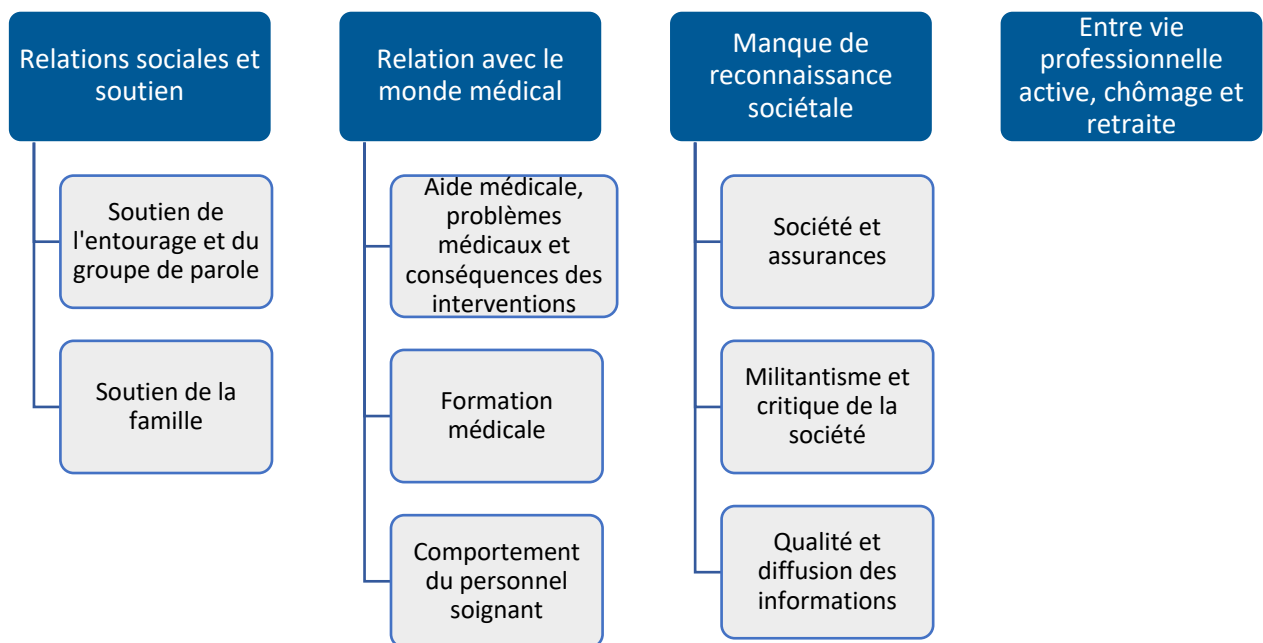 Relations sociales et
soutien
Soutien de
l'entourage et du
groupe de parole
Soutien de la
famille
Relation avec le
monde médical
Aide médicale,
problèmes
médicaux et
conséquences des
interventions
Formation
médicale
Comportement
du personnel
soignant
Manque de
reconnaissance
sociétale
Société et
assurances
Militantisme et
critique de la
société
Qualité et
diffusion des
informations
Entre vie
professionnelle
active, chômage et
retraite